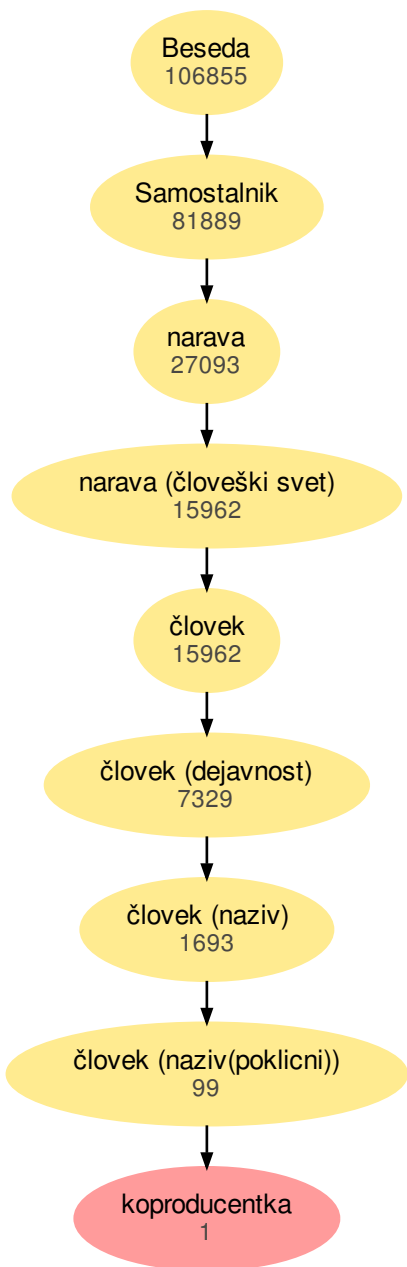 Beseda
106855
Samostalnik
81889
narava
27093
narava (človeški svet)
15962
človek
15962
človek (dejavnost)
7329
človek (naziv)
1693
človek (naziv(poklicni))
99
koproducentka
1